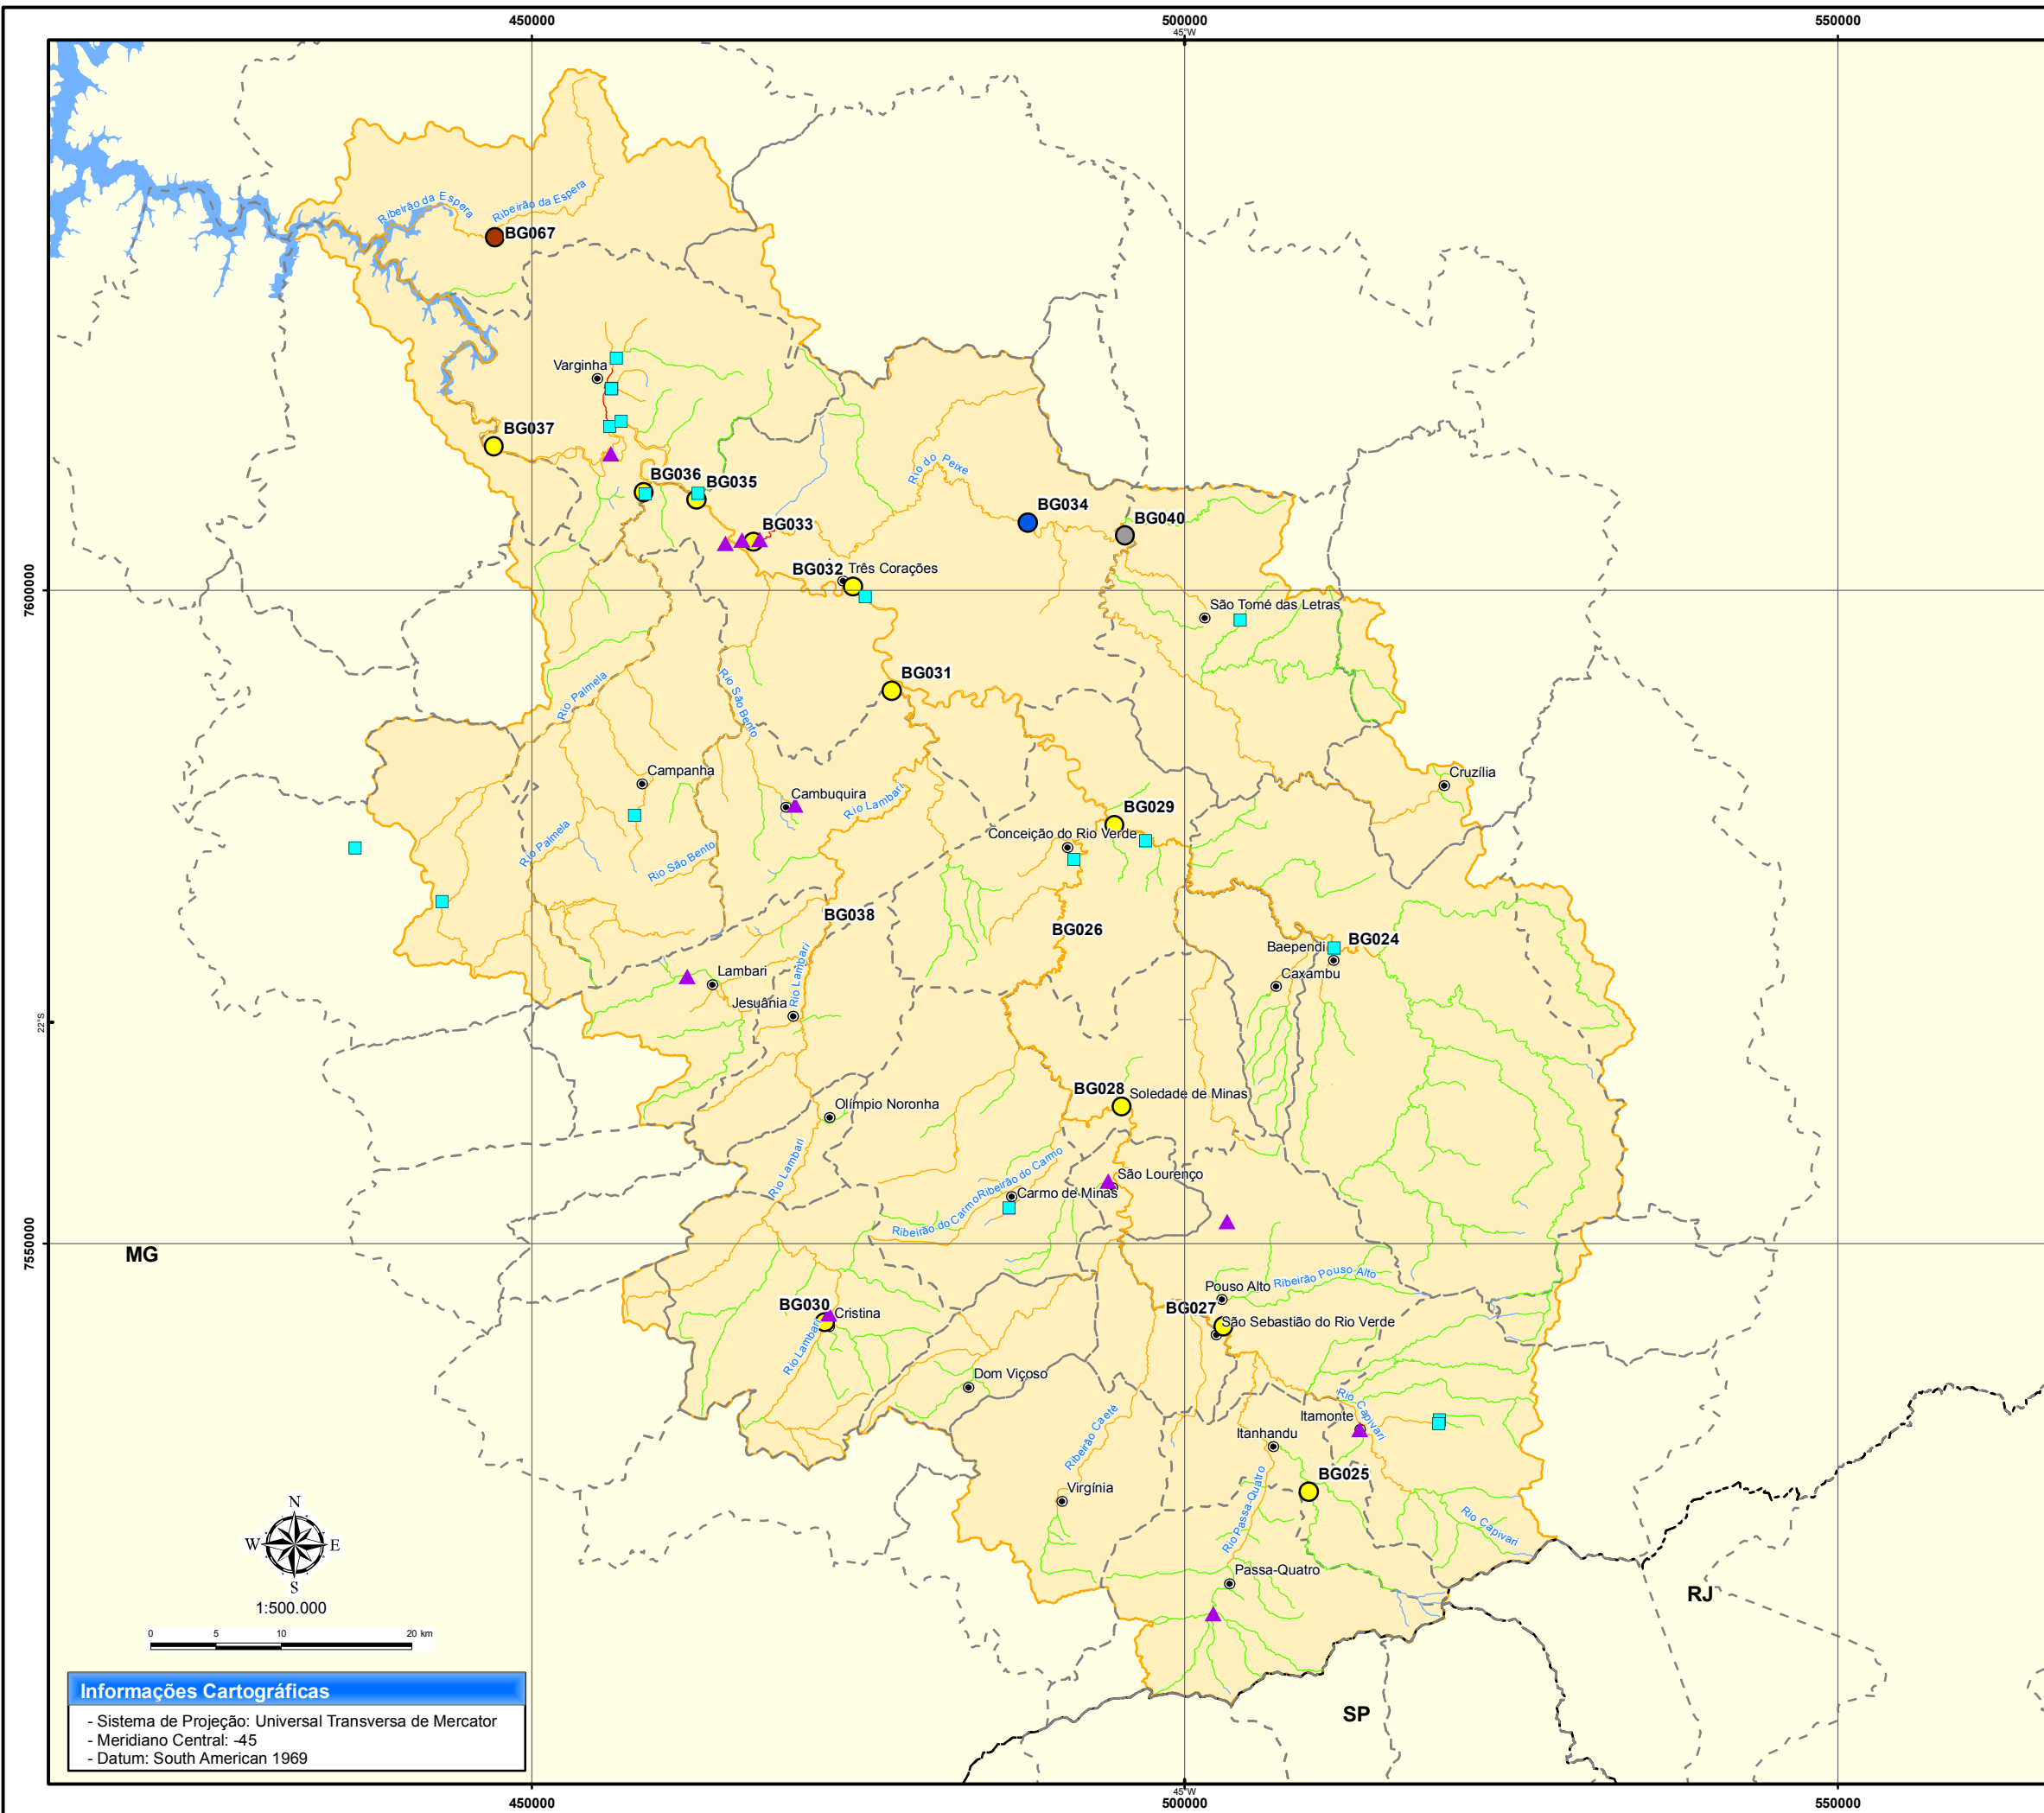 450000
500000
550000
45°W
Ribeirão da Espera
Ribeirão da Espera
BG067
Varginha
BG037
BG036
BG035
Rio do Peixe
BG034
BG040
BG033
BG032
Três Corações
7600000
São Tomé das Letras
BG031
Rio São Bento
Rio Palmela
Campanha
Cruzília
Cambuquira
Rio Lambari
BG029
Conceição do Rio Verde
Rio Palmela
Rio São Bento
BG038
BG026
Baependi
BG024
Lambari
Caxambu
Rio Lambari
Jesuânia
22°S
BG028
Soledade de Minas
Olímpio Noronha
Rio Lambari
Ribeirão do Carmo
São Lourenço
Carmo de Minas
Ribeirão do Carmo
7550000
MG
Ribeirão Pouso Alto
Pouso Alto
BG030
Cristina
BG027
São Sebastião do Rio Verde
Rio Lambari
Dom Viçoso
Rio Capivari
Itamonte
Ribeirão Caeté
Itanhandu
BG025
Virgínia
Rio Passa-Quatro
Rio Capivari
N
W
E
S
Passa-Quatro
RJ
1:500.000
0 5 10 20 km
Informações Cartográficas
- Sistema de Projeção: Universal Transversa de Mercator
- Meridiano Central: -45
- Datum: South American 1969
SP
45°W
450000
500000
550000